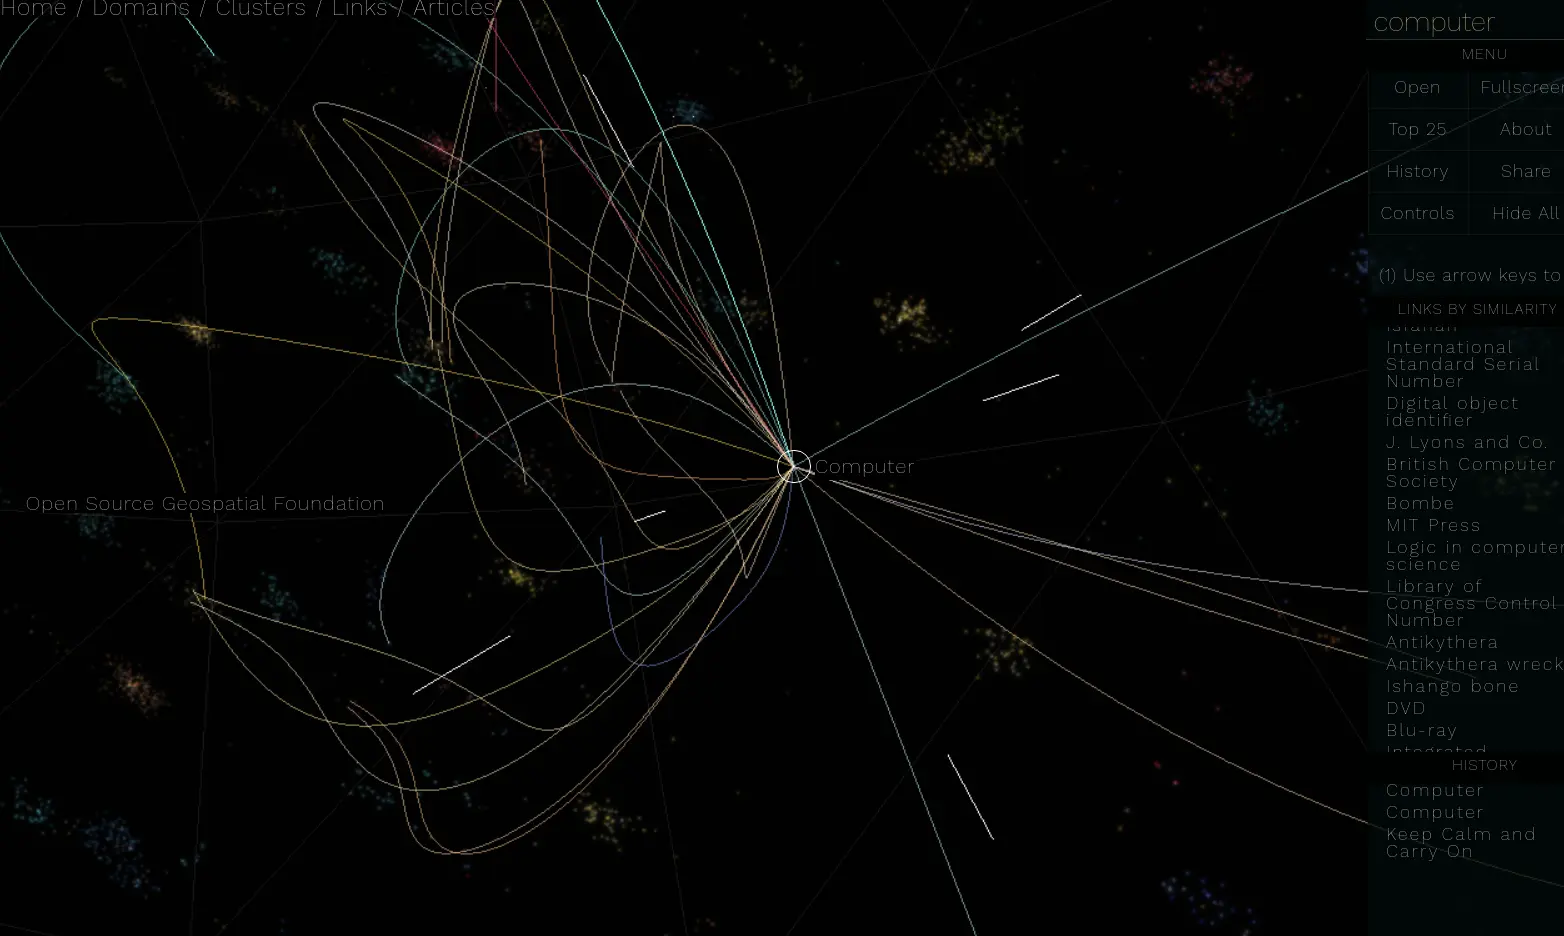 Home / Domains / Clusters / Links / Articles
computer
MENU
Open
Fullscreen
Top 25
About
History
Share
Controls
Hide All
(1) Use arrow keys to
LINKS BY SIMILARITY
International
Standard Serial
Number
Digital object
identifier
J. Lyons and Co.
British Computer
Society
Bombe
MIT Press
Logic in computer
science
Library of
Congress Control
Number
Antikythera
Antikythera wreck
Ishango bone
DVD
Blu-ray
Integrated
HISTORY
Computer
Computer
Keep Calm and
Carry On
Computer
Open Source Geospatial Foundation